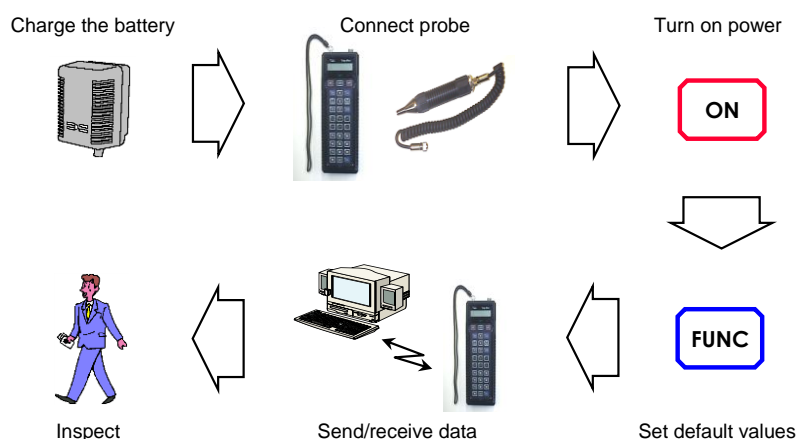 Charge the battery
Connect probe
Turn on power
ON
FUNC
Inspect
Send/receive data
Set default values